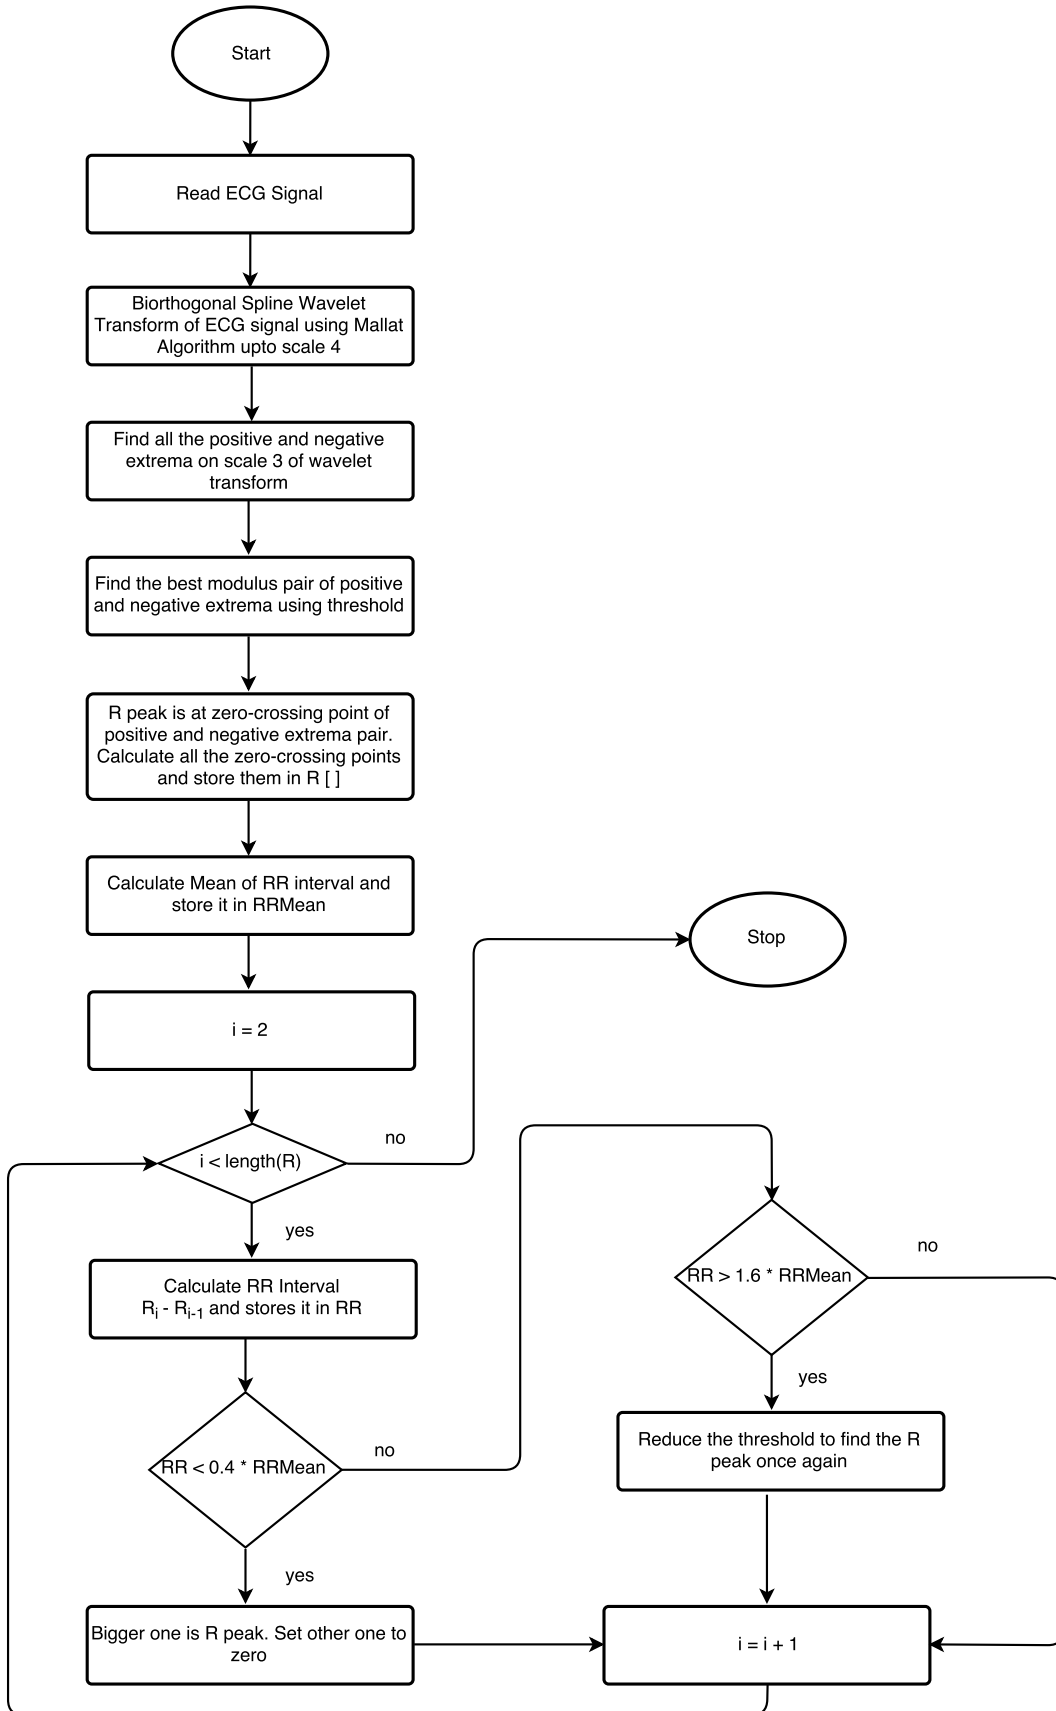 Start
Read ECG Signal
Biorthogonal Spline Wavelet
Transform of ECG signal using Mallat
Algorithm upto scale 4
Find all the positive and negative
extrema on scale 3 of wavelet
transform
Find the best modulus pair of positive
and negative extrema using threshold
R peak is at zero-crossing point of
positive and negative extrema pair.
Calculate all the zero-crossing points
and store them in R [ ]
Calculate Mean of RR interval and
store it in RRMean
Stop
i = 2
no
i < length(R)
yes
Calculate RR Interval
Ri - Ri-1 and stores it in RR
RR < 0.4 * RRMean
no
yes
Bigger one is R peak. Set other one to
zero
RR > 1.6 * RRMean
no
yes
Reduce the threshold to find the R
peak once again
i = i + 1